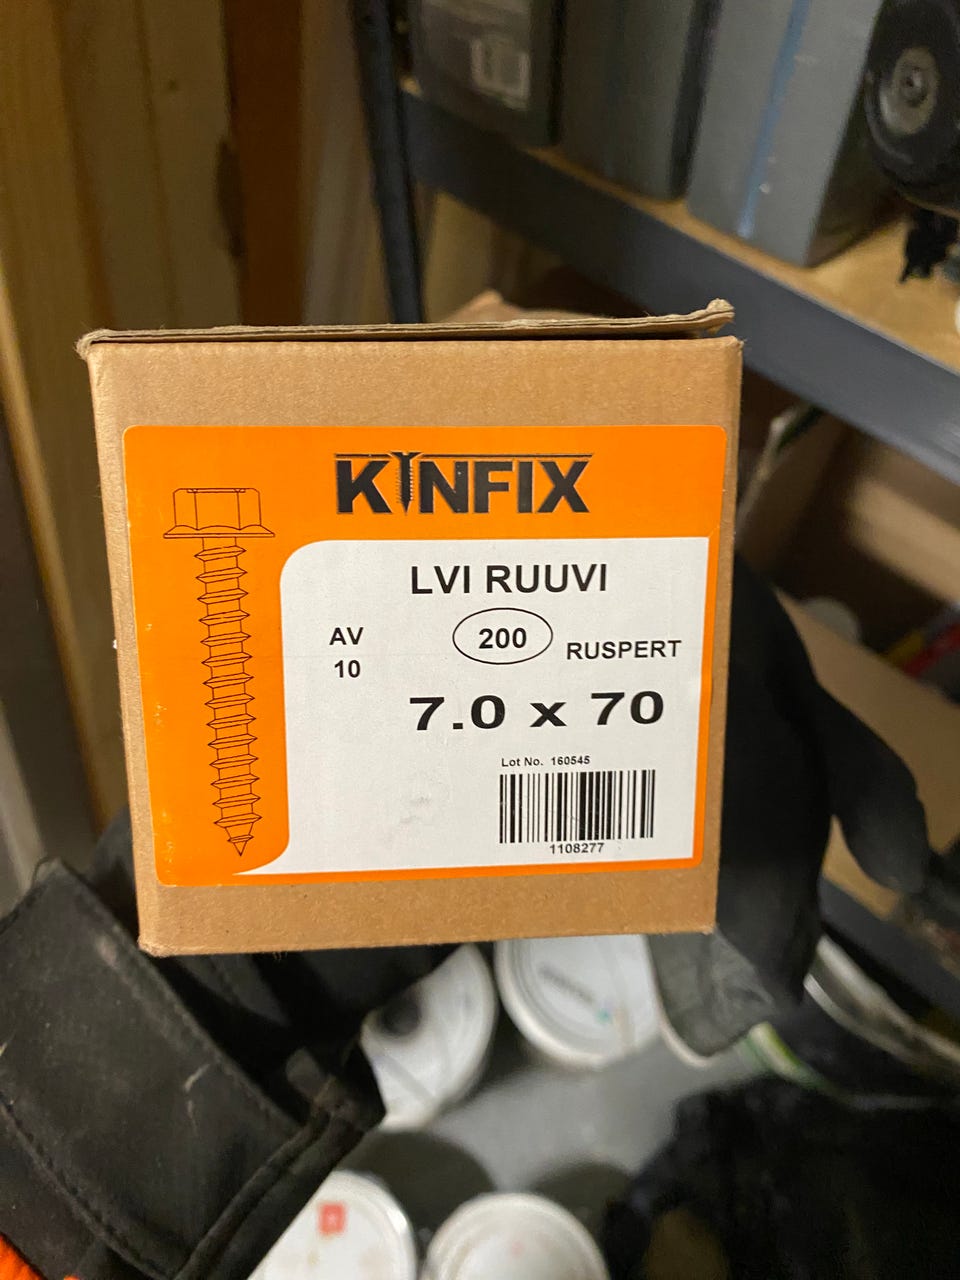 KINFIX
LVI RUUVI
AV
10
200
RUSPERT
7.0 x 70
Lot No. 160545
1108277